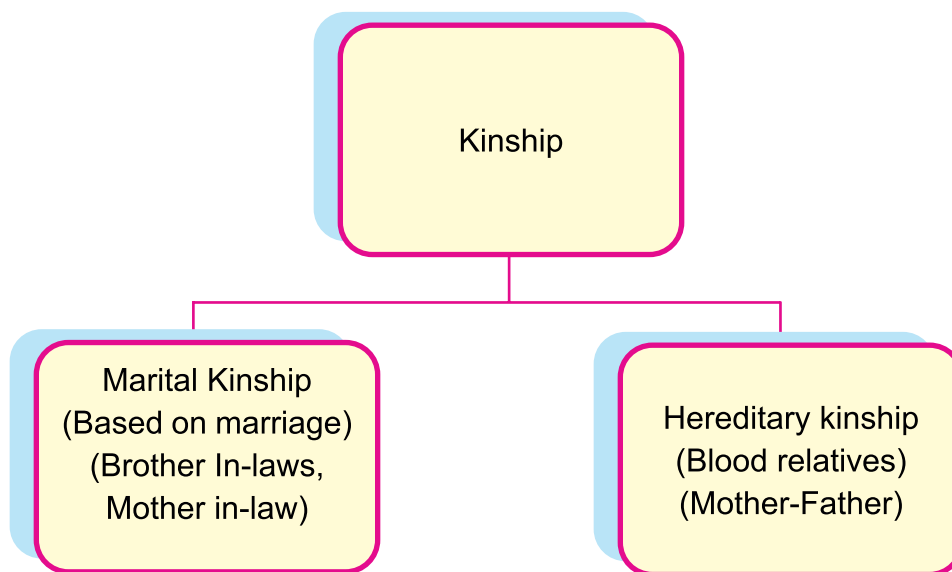 Kinship
Marital Kinship
(Based on marriage)
(Brother In-laws,
Mother in-law)
Hereditary kinship
(Blood relatives)
(Mother-Father)